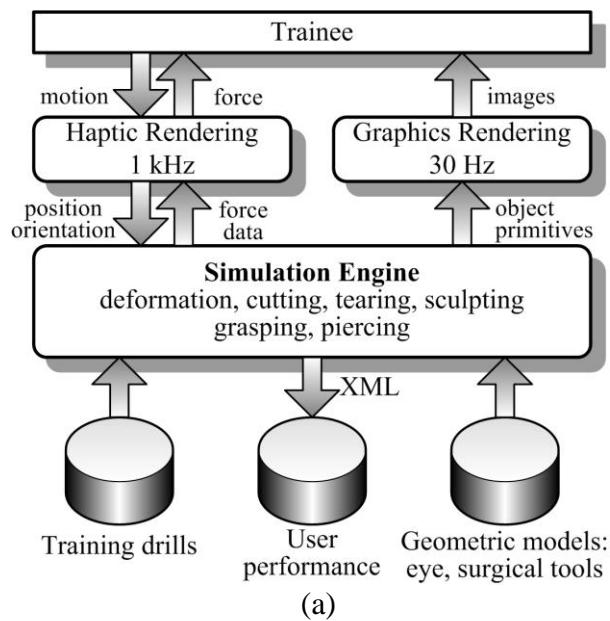 Trainee
motion
force
images
Haptic Rendering
1 kHz
Graphics Rendering
30 Hz
position
orientation
force
data
object
primitives
Simulation Engine
deformation, cutting, tearing, sculpting
grasping, piercing
XML
Training drills
User
performance
Geometric models:
eye, surgical tools
(a)